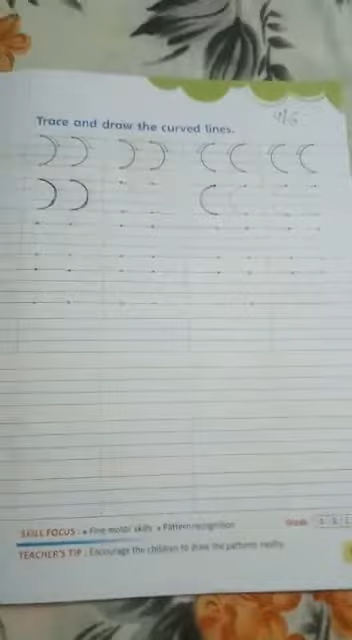 Trace and draw the curved lines.
SKILL FOCUS : • Fine motor skills • Pattern recognition
Grade
TEACHER'S TIP : Encourage the children to draw the patterns neatly.